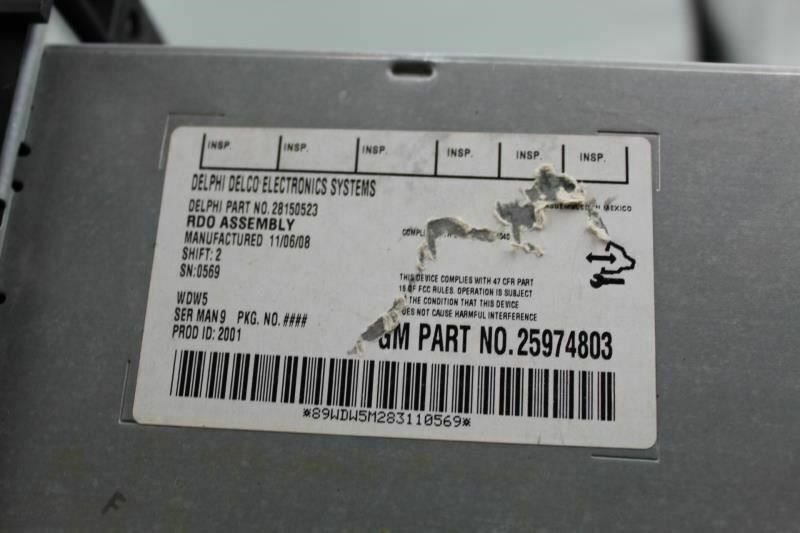 INSP. INSP. INSP. INSP. INSP. INSP.
DELPHI DELCO ELECTRONICS SYSTEMS
DELPHI PART NO. 28150523
RDO ASSEMBLY
MANUFACTURED 11/06/08
SHIFT: 2
SN:0569
WDW5
SER MAN 9 PKG. NO. ####
PROD ID: 2001
MEXICO
THIS DEVICE COMPLIES WITH 47 CFR PART
15 OF FCC RULES. OPERATION IS SUBJECT
THE CONDITION THAT THIS DEVICE
DOES NOT CAUSE HARMFUL INTERFERENCE
GM PART NO. 25974803
*89WDW5M283110569*
F